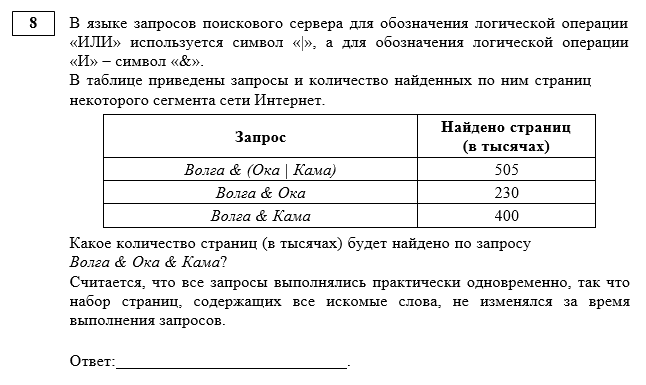 8
В языке запросов поискового сервера для обозначения логической операции
«ИЛИ» используется символ «|», а для обозначения логической операции
«И» – символ «&».
В таблице приведены запросы и количество найденных по ним страниц
некоторого сегмента сети Интернет.
Запрос
Найдено страниц
(в тысячах)
Волга & (Ока | Кама)
505
Волга & Ока
230
Волга & Кама
400
Какое количество страниц (в тысячах) будет найдено по запросу
Волга & Ока & Кама?
Считается, что все запросы выполнялись практически одновременно, так что
набор страниц, содержащих все искомые слова, не изменялся за время
выполнения запросов.
Ответ:___________________________.